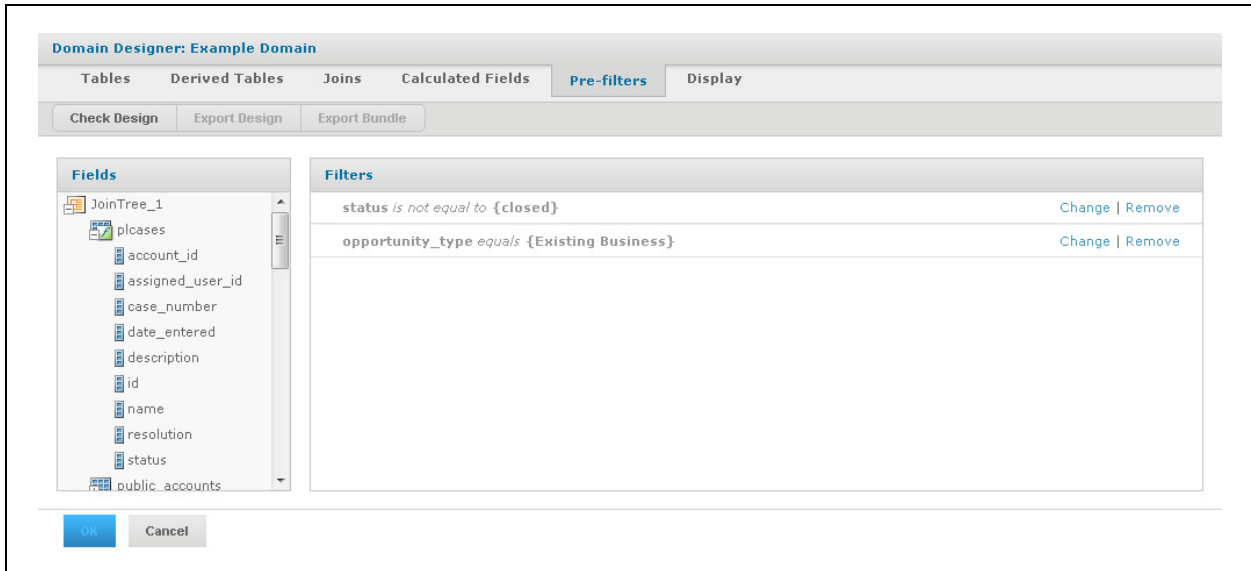 Domain Designer: Example Domain
Tables Derived Tables Joins Calculated Fields Pre-filters Display
Check Design Export Design Export Bundle
Fields
JoinTree_1
plcases
account_id
assigned_user_id
case_number
date_entered
description
id
name
resolution
status
public_accounts
Filters
status is not equal to {closed} Change | Remove
opportunity_type equals {Existing Business} Change | Remove
OK Cancel